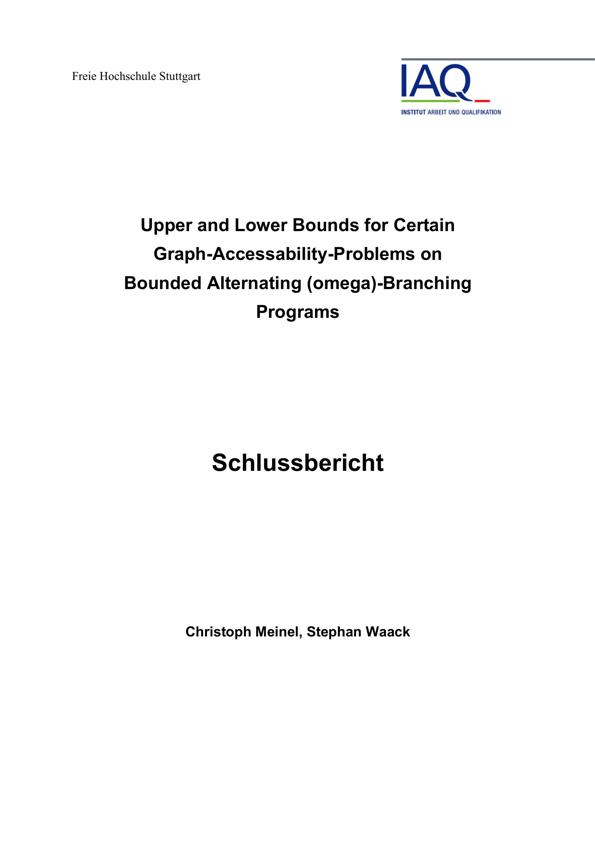 Freie Hochschule Stuttgart
IAQ_
INSTITUT ARBEIT UND QUALIFIKATION
Upper and Lower Bounds for Certain
Graph-Accessability-Problems on
Bounded Alternating (omega)-Branching
Programs
Schlussbericht
Christoph Meinel, Stephan Waack